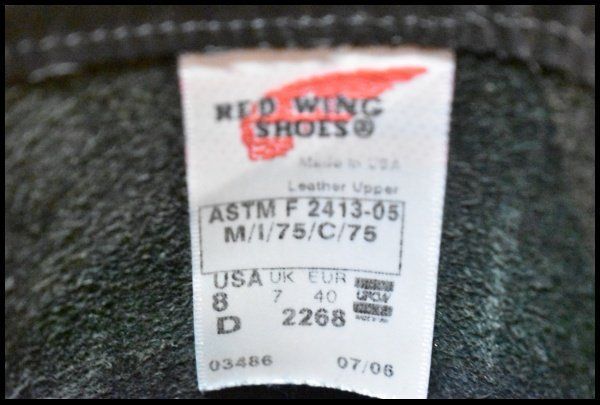 RED WING
SHOES®
Made in USA
Leather Upper
ASTM F 2413-05
M/I/75/C/75
USA UK EUR
8 7 40
D 2268
03486 07/06